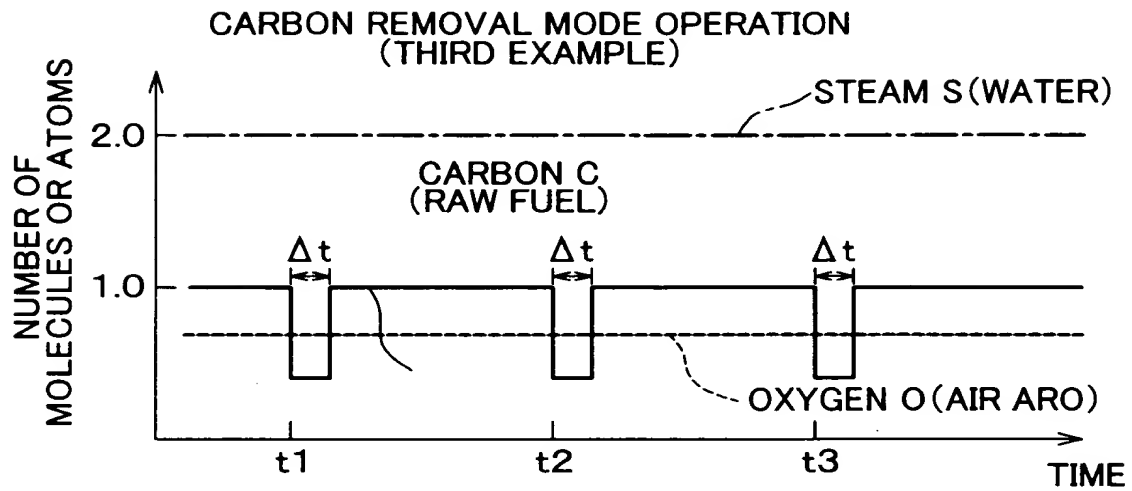 CARBON REMOVAL MODE OPERATION
(THIRD EXAMPLE)
NUMBER OF
MOLECULES OR ATOMS
STEAM S (WATER)
2.0
CARBON C
(RAW FUEL)
Δt
Δt
Δt
1.0
OXYGEN O (AIR ARO)
t1
t2
t3
TIME